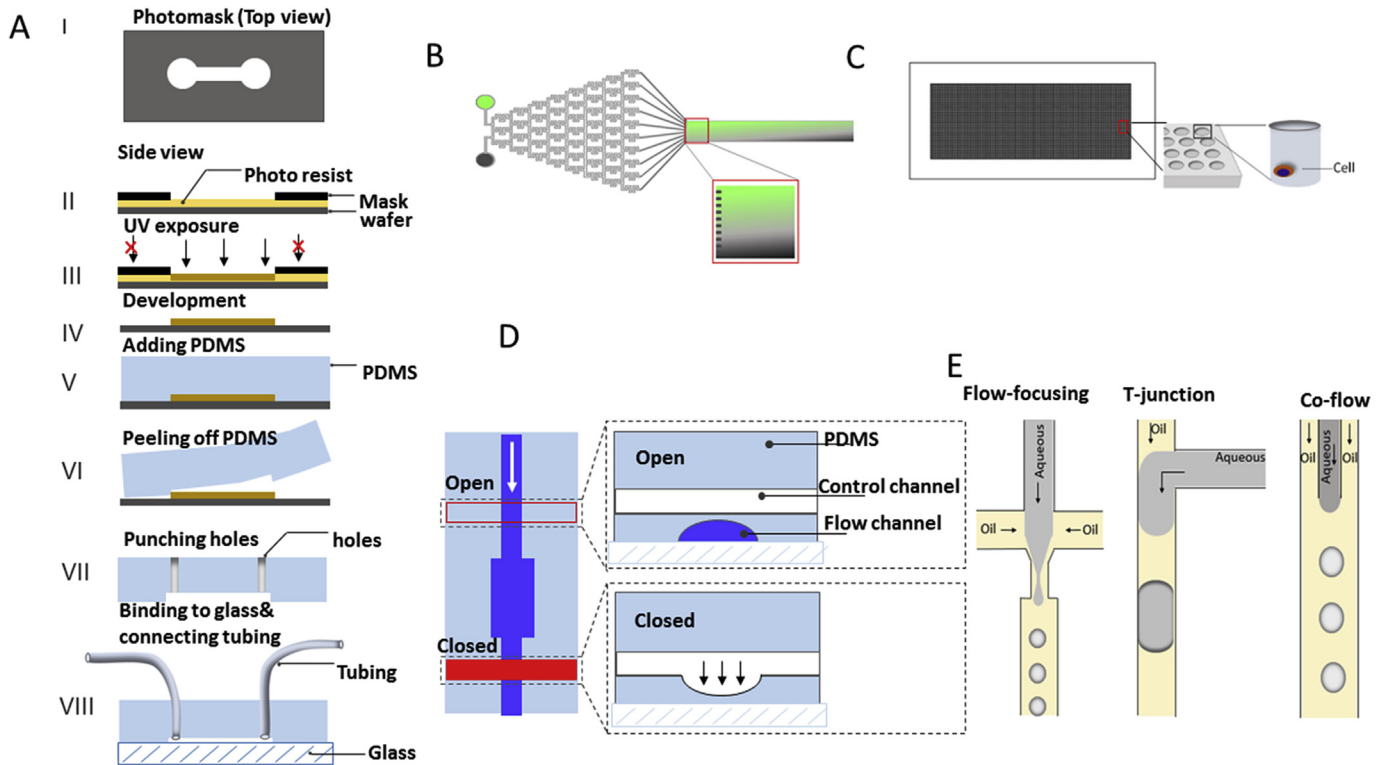 A
I
Photomask (Top view)
Side view
Photo resist
II
Mask
wafer
UV exposure
III
Development
IV
Adding PDMS
V
PDMS
Peeling off PDMS
VI
Punching holes
holes
VII
Binding to glass&
connecting tubing
Tubing
VIII
Glass
B
C
Cell
D
Open
Closed
Open
PDMS
Control channel
Flow channel
Closed
E
Flow-focusing
Aqueous
Oil
Oil
T-junction
Oil
Aqueous
Co-flow
Oil
Aqueous
Oil